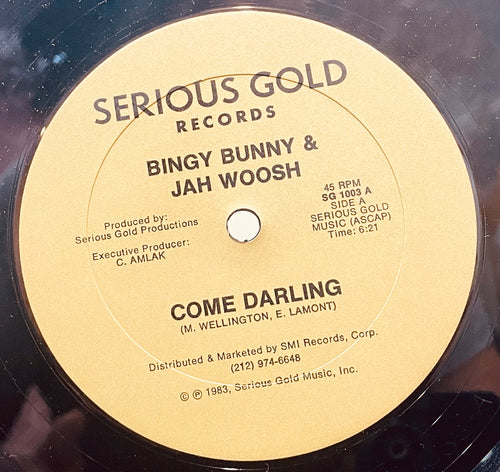 SERIOUS GOLD
RECORDS
BINGY BUNNY &
JAH WOOSH
Produced by:
Serious Gold Productions
Executive Producer:
C. AMLAK
45 RPM
SG 1003 A
SIDE A
SERIOUS GOLD
MUSIC (ASCAP)
Time: 6:21
COME DARLING
(M. WELLINGTON, E. LAMONT)
Distributed & Marketed by SMI Records, Corp.
(212) 974-6648
© ℗ 1983, Serious Gold Music, Inc.